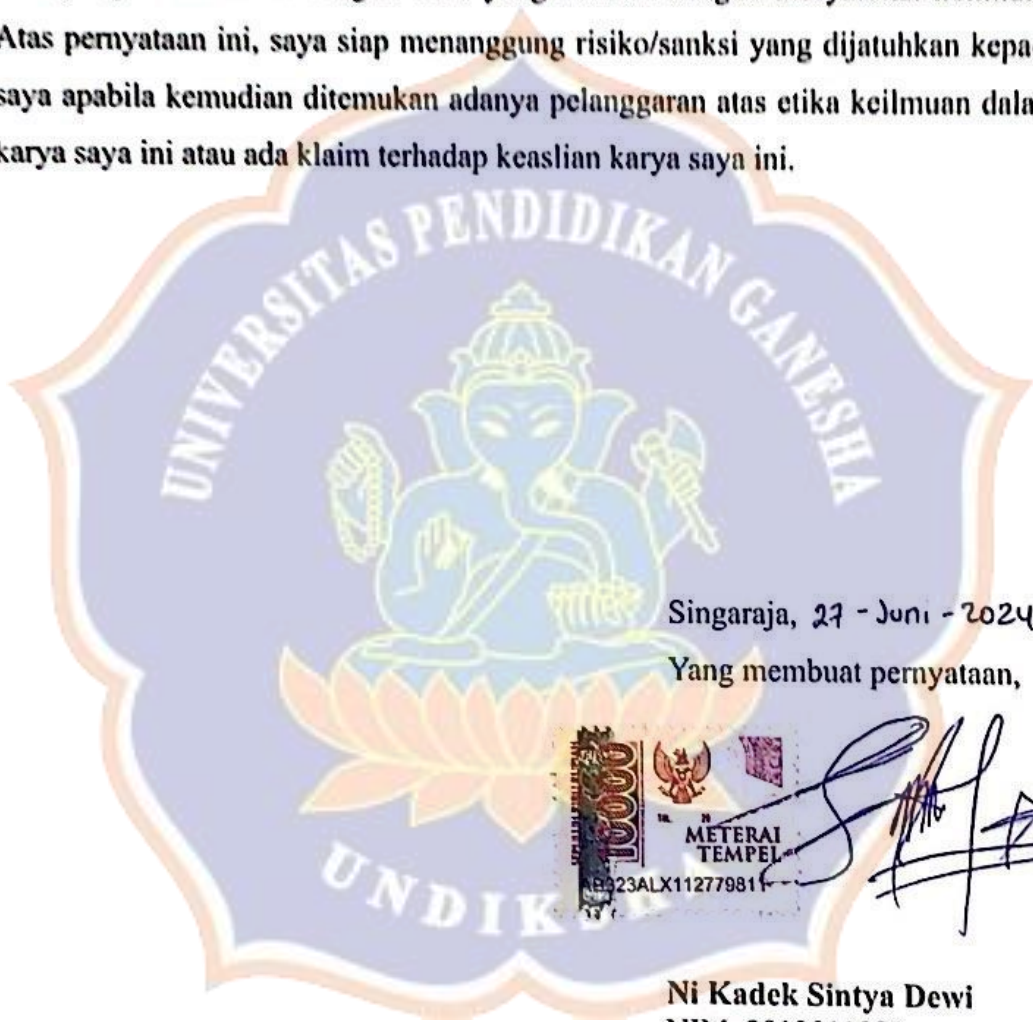 Atas pernyataan ini, saya siap menanggung risiko/sanksi yang dijatuhkan kepa
saya apabila kemudian ditemukan adanya pelanggaran atas etika keilmuan dala
karya saya ini atau ada klaim terhadap keaslian karya saya ini.
UNIVERSITAS PENDIDIKAN GANESHA
Singaraja, 27 - Juni - 2024
Yang membuat pernyataan,
10000
METERAI
TEMPEL
UNDIKSHA
Ni Kadek Sintya Dewi